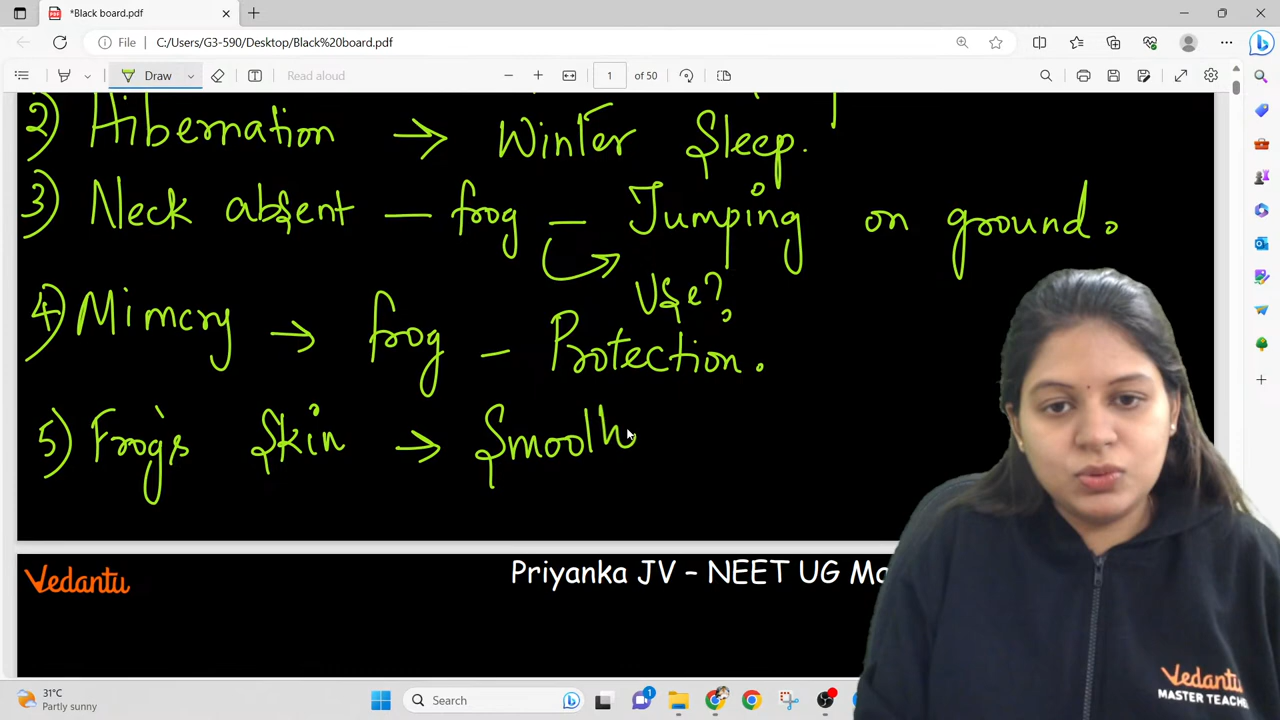 *Black board.pdf
File C:/Users/G3-590/Desktop/Black%20board.pdf
Draw Read aloud 1 of 50
2) Hibernation → Winter Sleep.
3) Neck absent — frog — Jumping on ground.
Use?
4) Mimcry → frog — Protection.
5) Frog's Skin → Smooth
Vedantu
Priyanka JV – NEET UG Ma
Vedantu
MASTER TEACHE
31°C
Partly sunny
Search
1